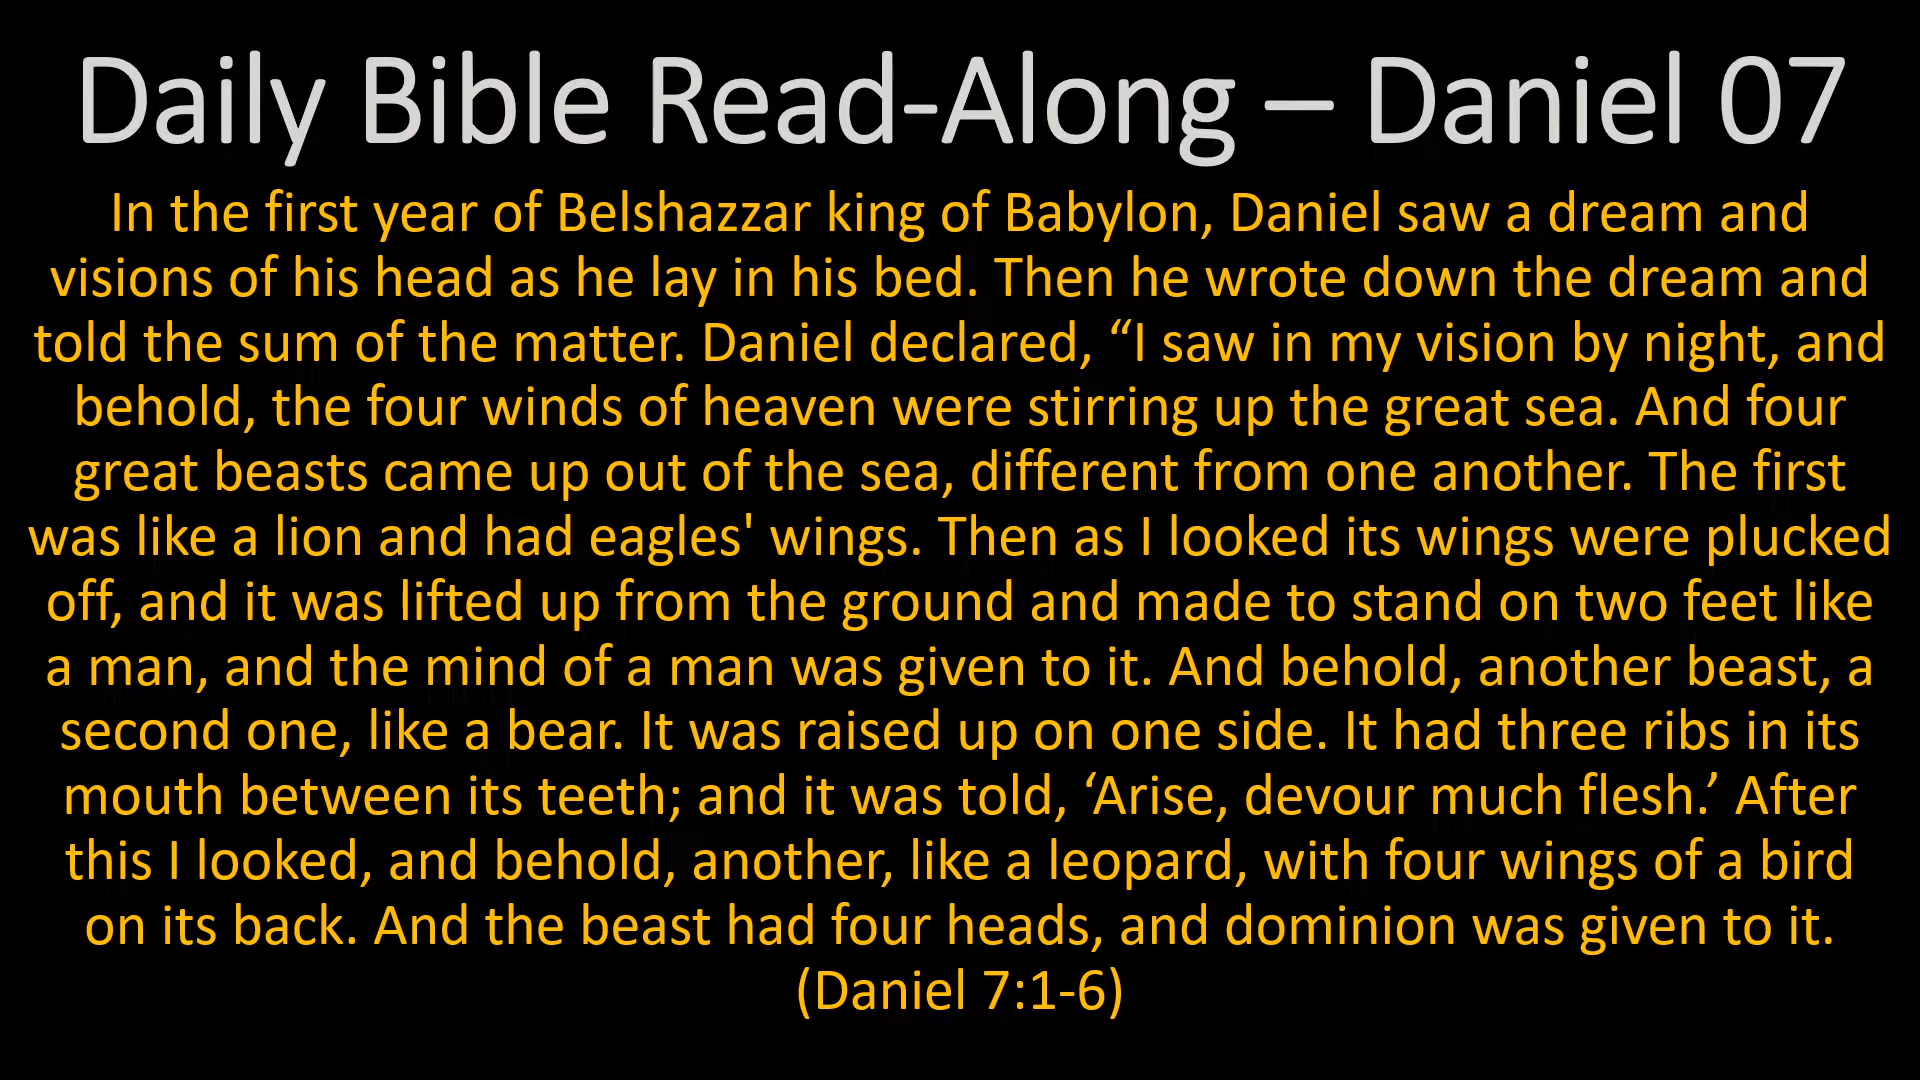 Daily Bible Read-Along – Daniel 07
In the first year of Belshazzar king of Babylon, Daniel saw a dream and
visions of his head as he lay in his bed. Then he wrote down the dream and
told the sum of the matter. Daniel declared, “I saw in my vision by night, and
behold, the four winds of heaven were stirring up the great sea. And four
great beasts came up out of the sea, different from one another. The first
was like a lion and had eagles' wings. Then as I looked its wings were plucked
off, and it was lifted up from the ground and made to stand on two feet like
a man, and the mind of a man was given to it. And behold, another beast, a
second one, like a bear. It was raised up on one side. It had three ribs in its
mouth between its teeth; and it was told, ‘Arise, devour much flesh.’ After
this I looked, and behold, another, like a leopard, with four wings of a bird
on its back. And the beast had four heads, and dominion was given to it.
(Daniel 7:1-6)